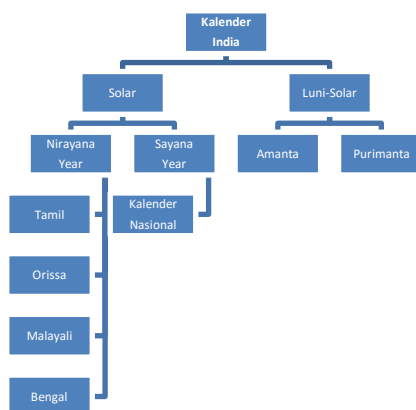 Kalender
India
Solar
Luni-Solar
Nirayana
Year
Sayana
Year
Amanta
Purimanta
Tamil
Kalender
Nasional
Orissa
Malayali
Bengal